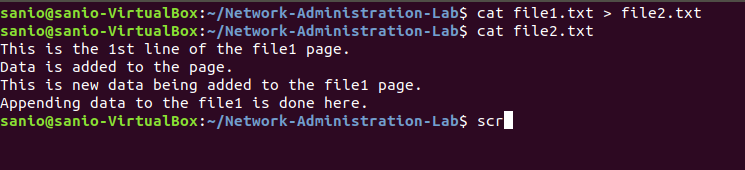 sanio@sanio-VirtualBox:~/Network-Administration-Lab$ cat file1.txt > file2.txt
sanio@sanio-VirtualBox:~/Network-Administration-Lab$ cat file2.txt
This is the 1st line of the file1 page.
Data is added to the page.
This is new data being added to the file1 page.
Appending data to the file1 is done here.
sanio@sanio-VirtualBox:~/Network-Administration-Lab$ scr